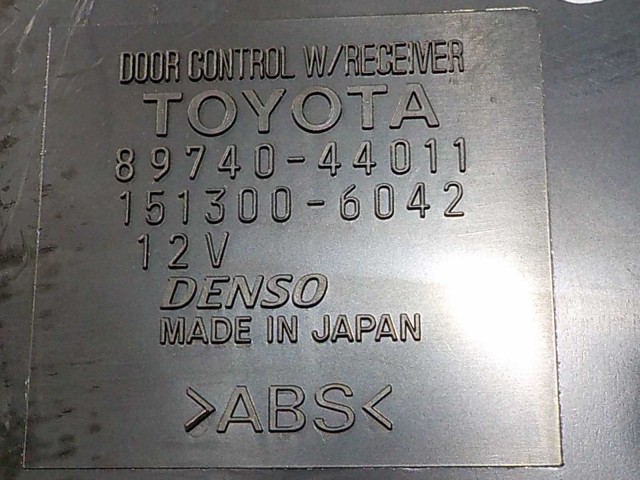 DOOR CONTROL W/RECEIVER
TOYOTA
89740-44011
151300-6042
12V
DENSO
MADE IN JAPAN
>ABS<